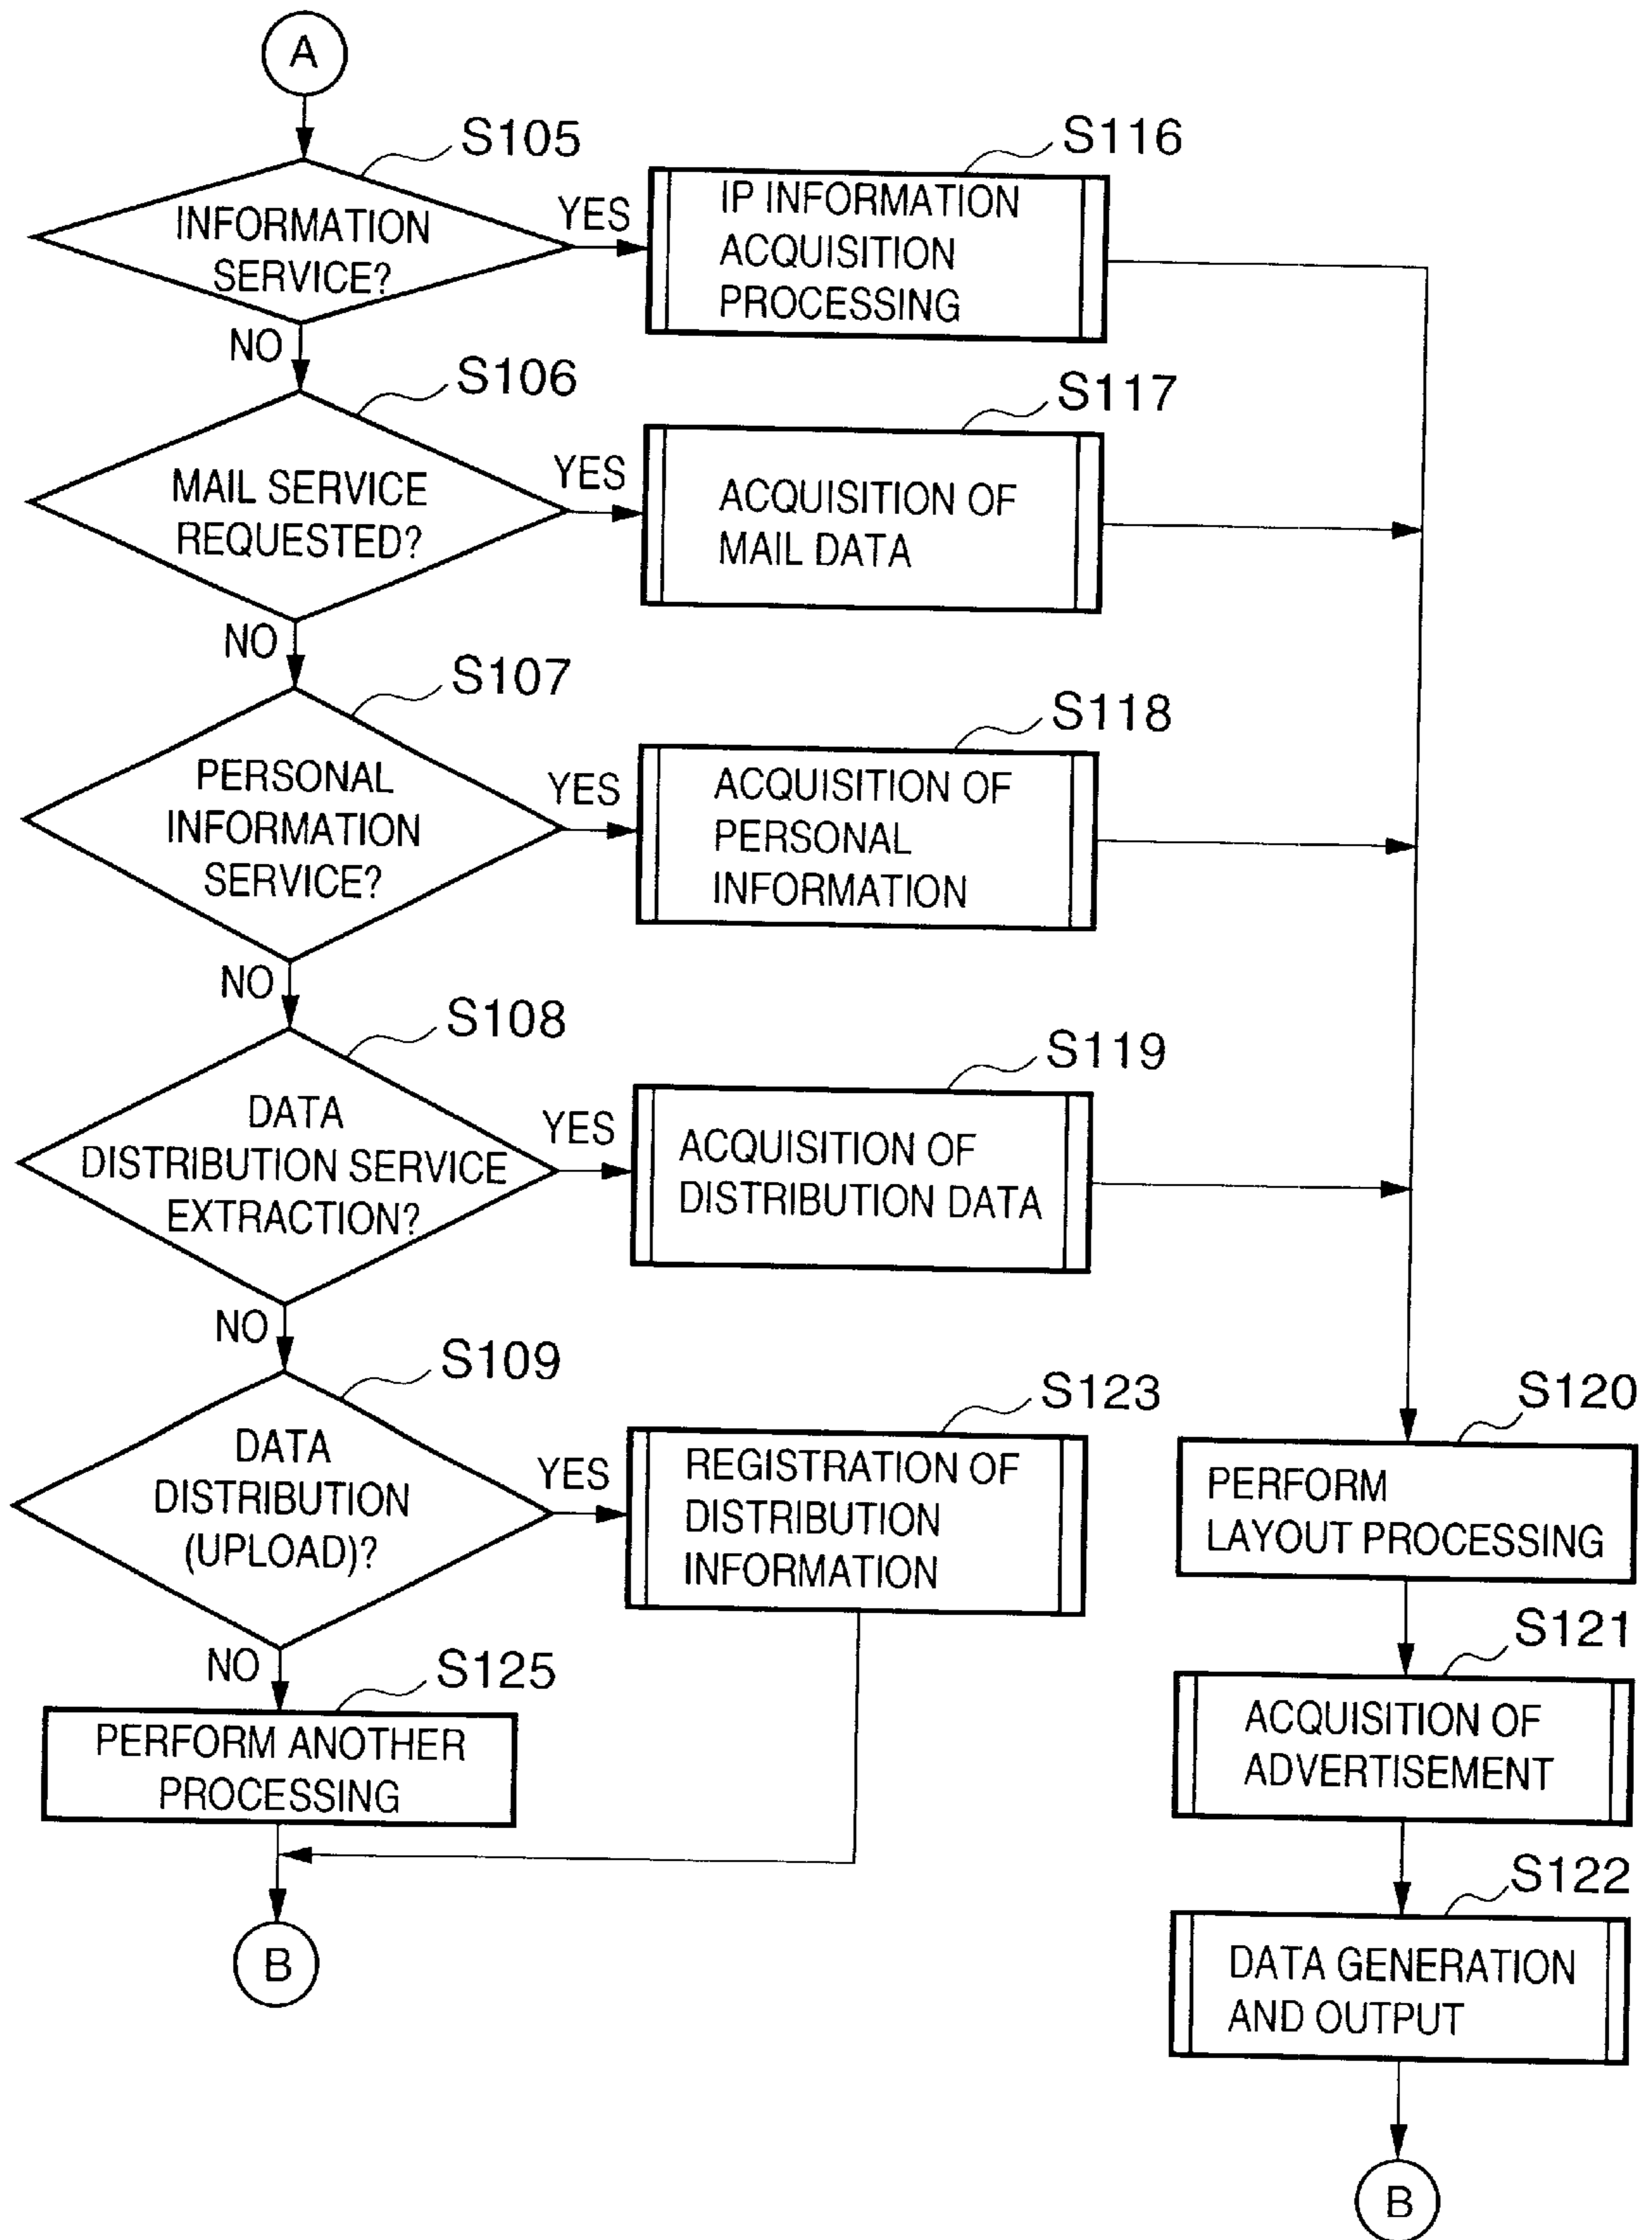 A
S105
INFORMATION
SERVICE?
YES
S116
IP INFORMATION
ACQUISITION
PROCESSING
NO
S106
MAIL SERVICE
REQUESTED?
YES
S117
ACQUISITION OF
MAIL DATA
NO
S107
PERSONAL
INFORMATION
SERVICE?
YES
S118
ACQUISITION OF
PERSONAL
INFORMATION
NO
S108
DATA
DISTRIBUTION SERVICE
EXTRACTION?
YES
S119
ACQUISITION OF
DISTRIBUTION DATA
NO
S109
DATA
DISTRIBUTION
(UPLOAD)?
YES
S123
REGISTRATION OF
DISTRIBUTION
INFORMATION
NO
S125
PERFORM ANOTHER
PROCESSING
B
S120
PERFORM
LAYOUT PROCESSING
S121
ACQUISITION OF
ADVERTISEMENT
S122
DATA GENERATION
AND OUTPUT
B